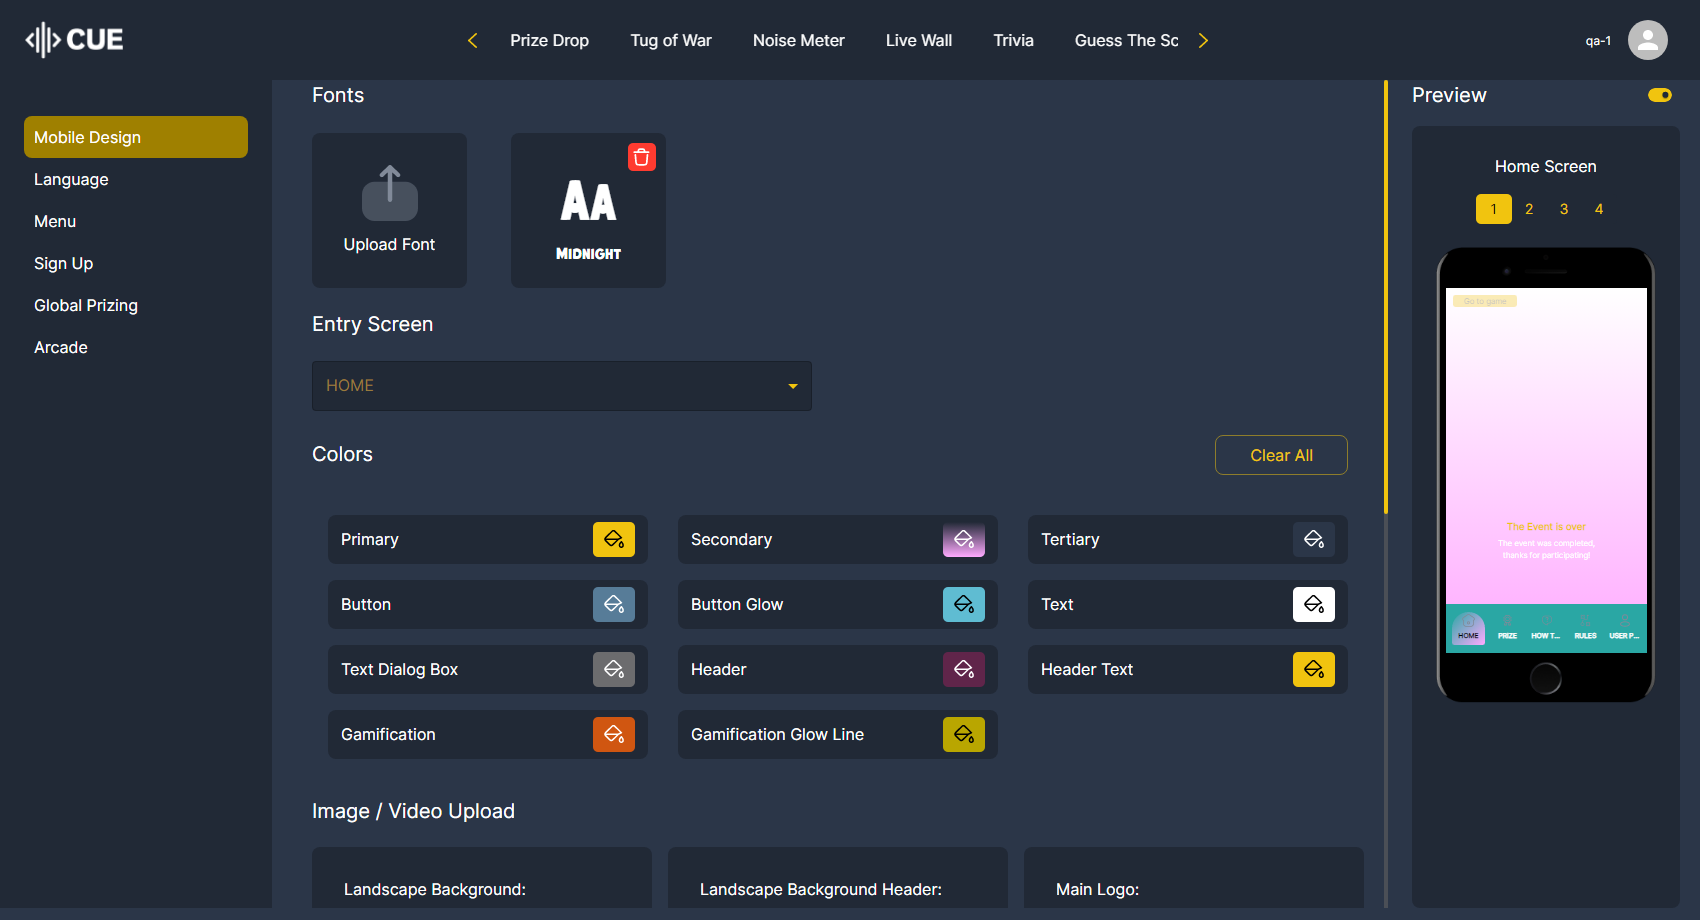 CUE
Prize Drop
Tug of War
Noise Meter
Live Wall
Trivia
Guess The Sc
qa-1
Mobile Design
Language
Menu
Sign Up
Global Prizing
Arcade
Fonts
Upload Font
AA
MIDNIGHT
Entry Screen
HOME
Colors
Clear All
Primary
Secondary
Tertiary
Button
Button Glow
Text
Text Dialog Box
Header
Header Text
Gamification
Gamification Glow Line
Image / Video Upload
Landscape Background:
Landscape Background Header:
Main Logo:
Preview
Home Screen
1 2 3 4
Go to game
The Event is over
The event was completed,
thanks for participating!
HOME PRIZE HOW T... RULES USER P...